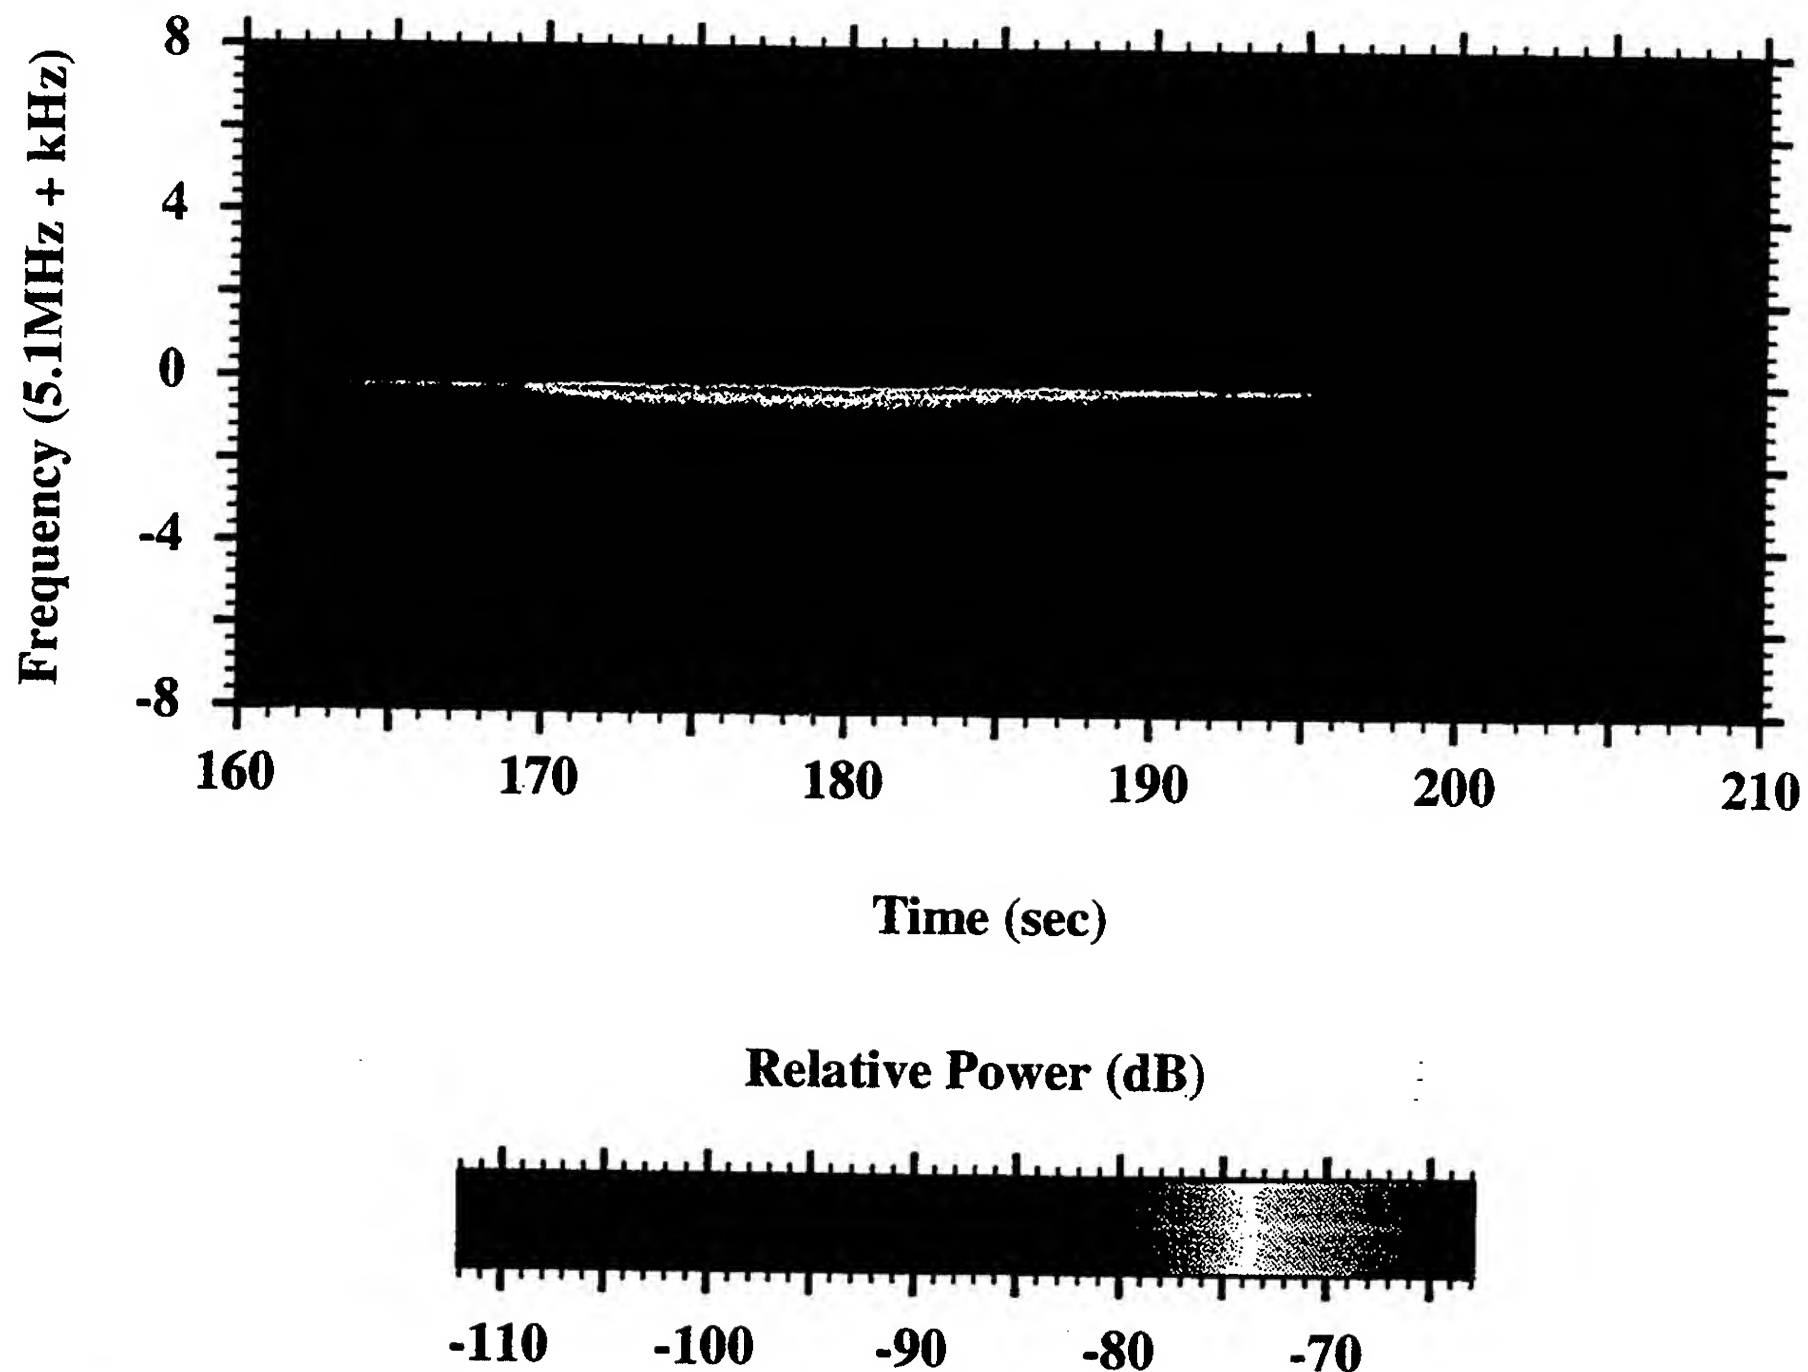 Frequency (5.1MHz + kHz)
8
4
0
-4
-8
160 170 180 190 200 210
Time (sec)
Relative Power (dB)
-110 -100 -90 -80 -70